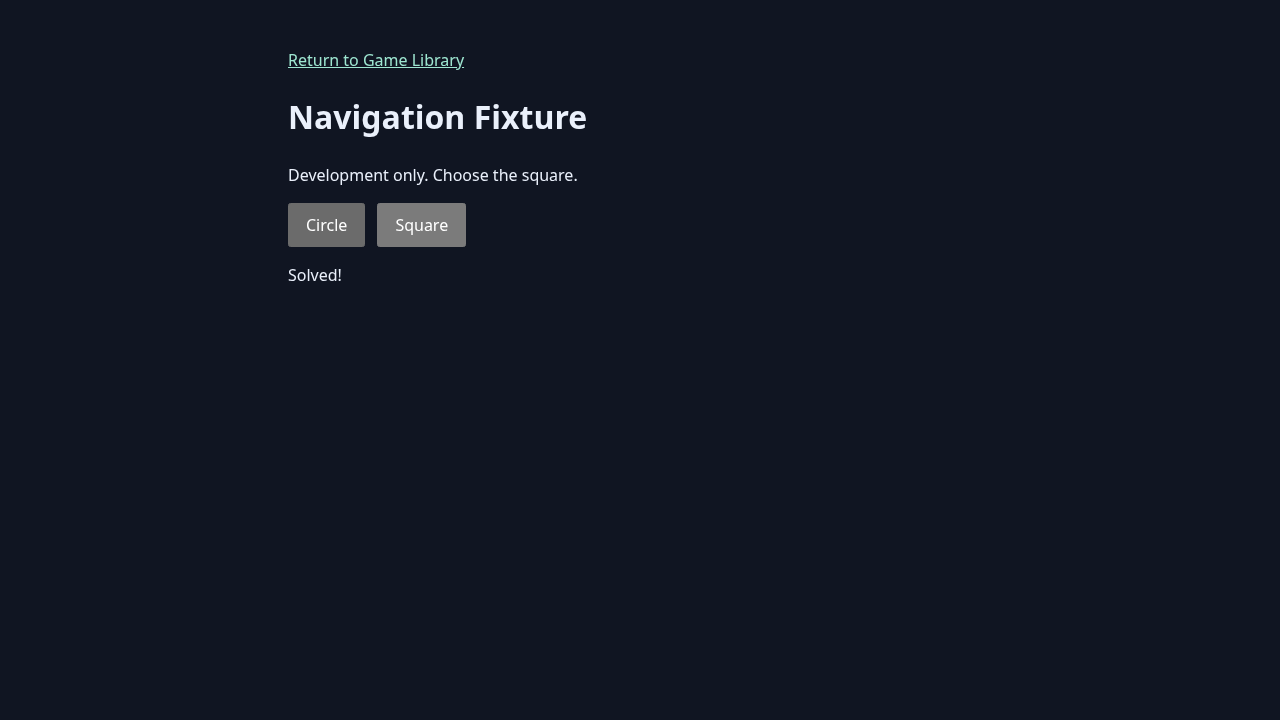 Return to Game Library
Navigation Fixture
Development only. Choose the square.
Circle Square
Solved!